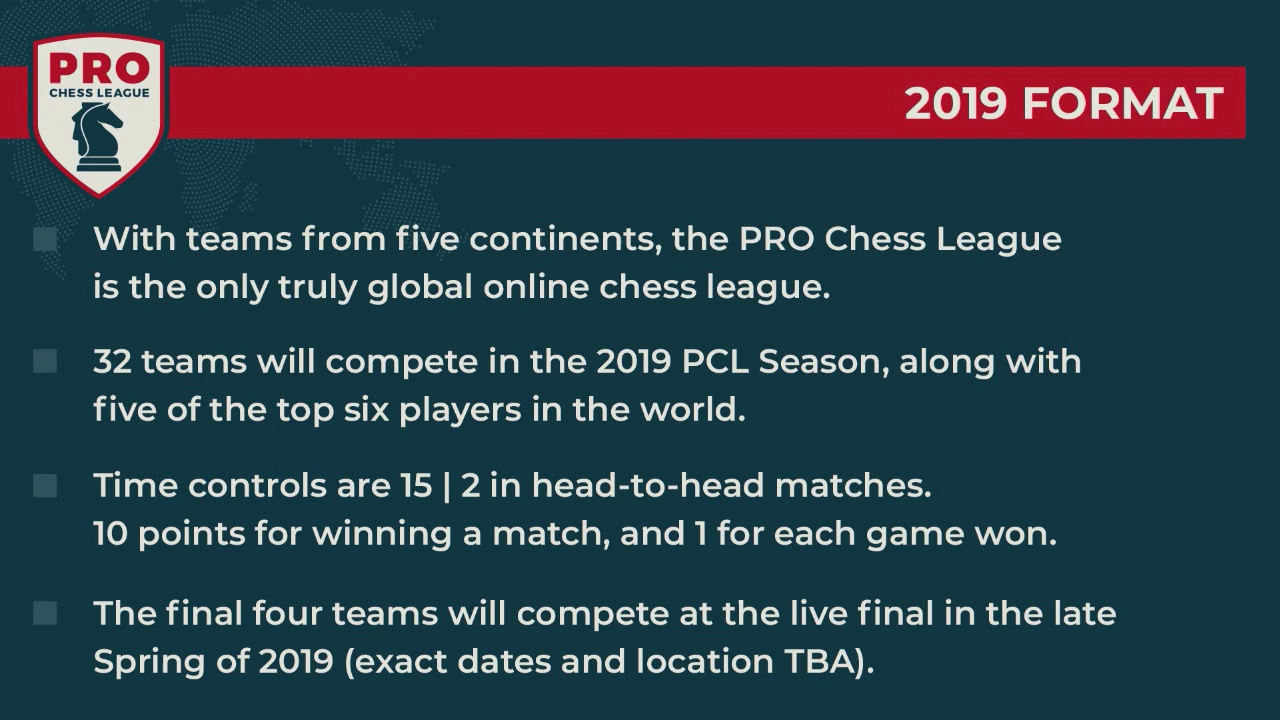 PRO
CHESS LEAGUE
2019 FORMAT
With teams from five continents, the PRO Chess League
is the only truly global online chess league.
32 teams will compete in the 2019 PCL Season, along with
five of the top six players in the world.
Time controls are 15 | 2 in head-to-head matches.
10 points for winning a match, and 1 for each game won.
The final four teams will compete at the live final in the late
Spring of 2019 (exact dates and location TBA).